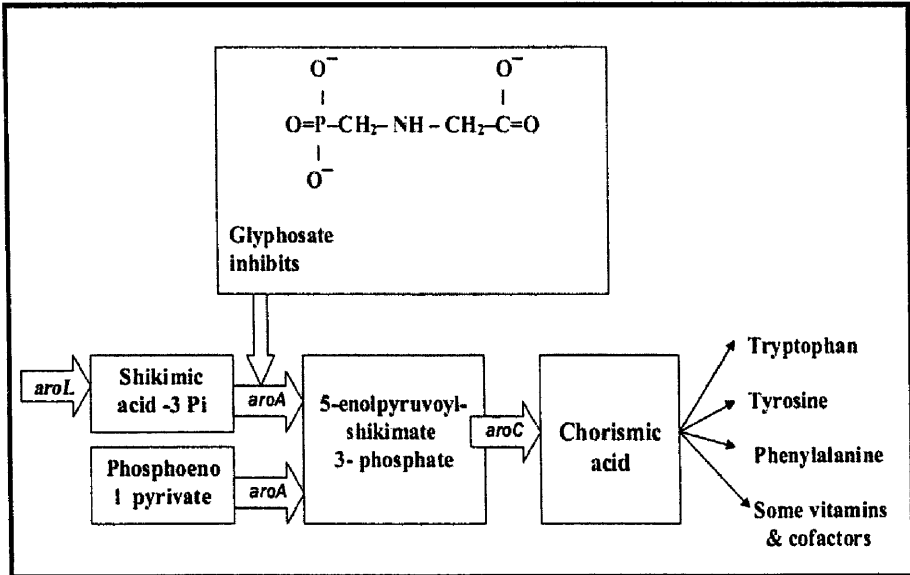 O⁻ O⁻
O=P–CH₂– NH – CH₂–C=O
O⁻
Glyphosate
inhibits
aroL
Shikimic
acid -3 Pi
aroA
Phosphoeno
l pyrivate
aroA
5-enolpyruvoyl-
shikimate
3- phosphate
aroC
Chorismic
acid
Tryptophan
Tyrosine
Phenylalanine
Some vitamins
& cofactors